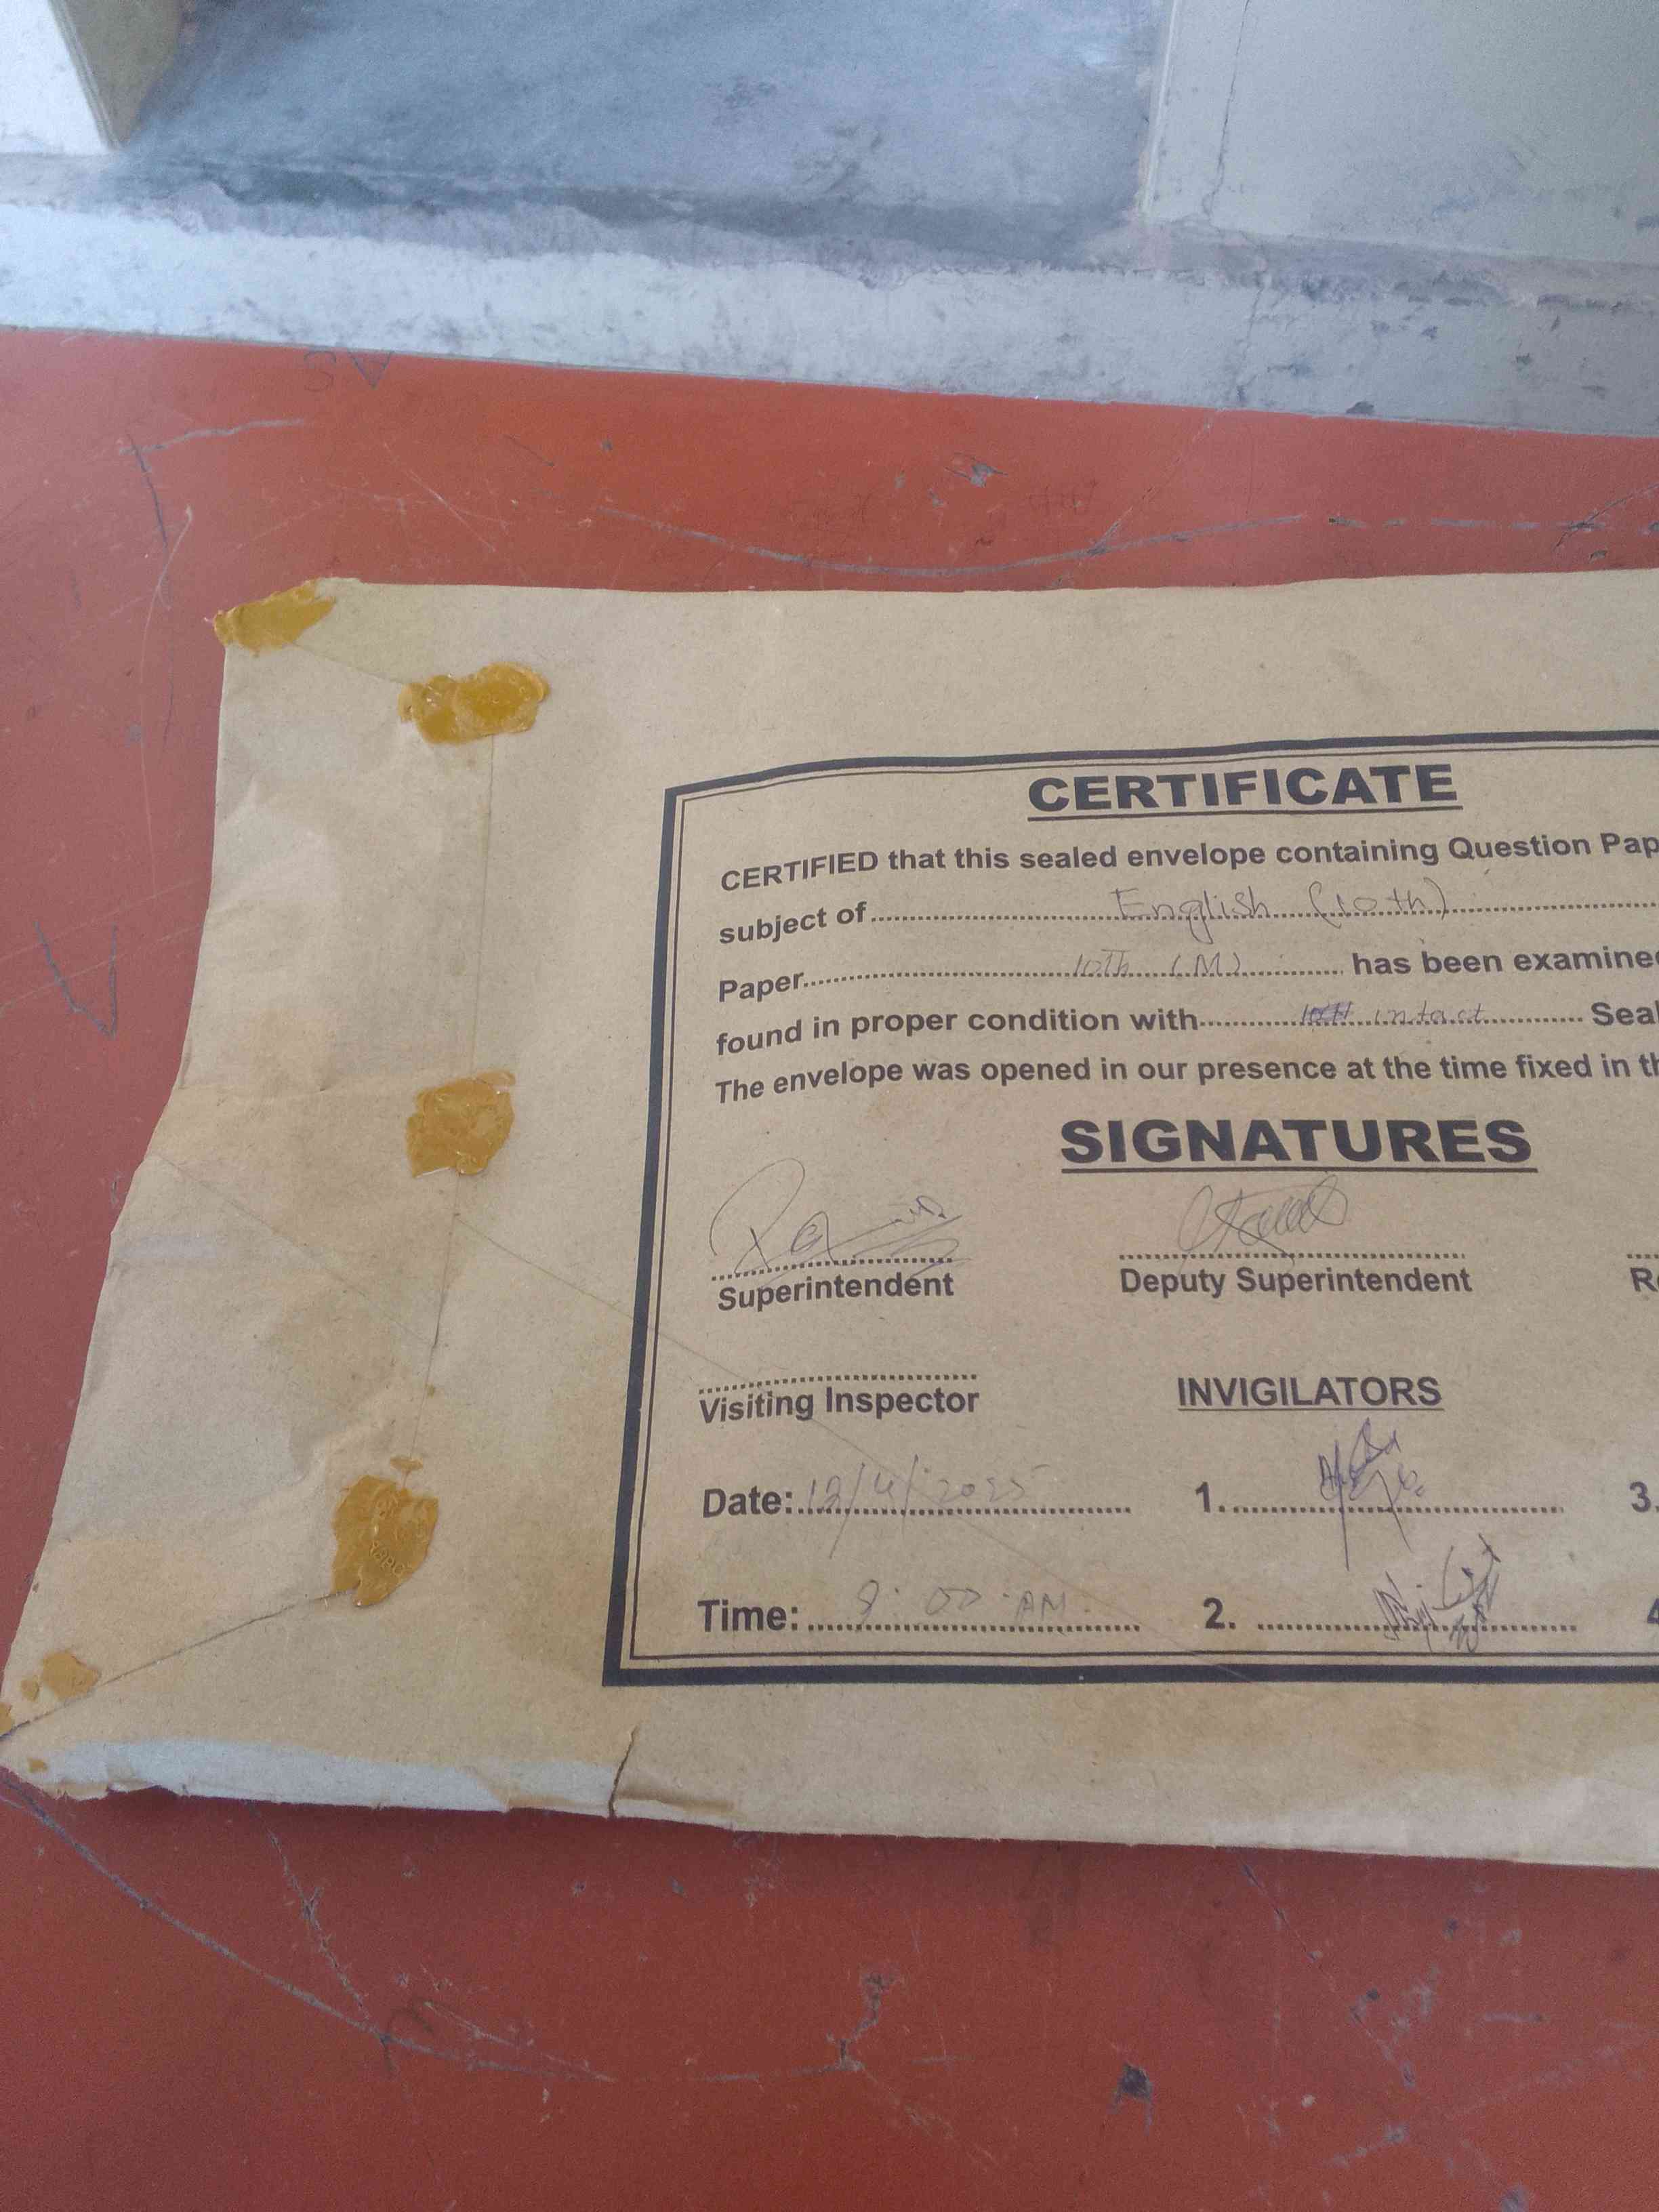 CERTIFICATE
CERTIFIED that this sealed envelope containing Question Pap
subject of English (10th)
Paper 10th (M) has been examine
found in proper condition with intact Seal
The envelope was opened in our presence at the time fixed in th
SIGNATURES
Superintendent Deputy Superintendent R
Visiting Inspector INVIGILATORS
Date: 12/4/2025 1. 3.
Time: 9:00 AM 2. 4